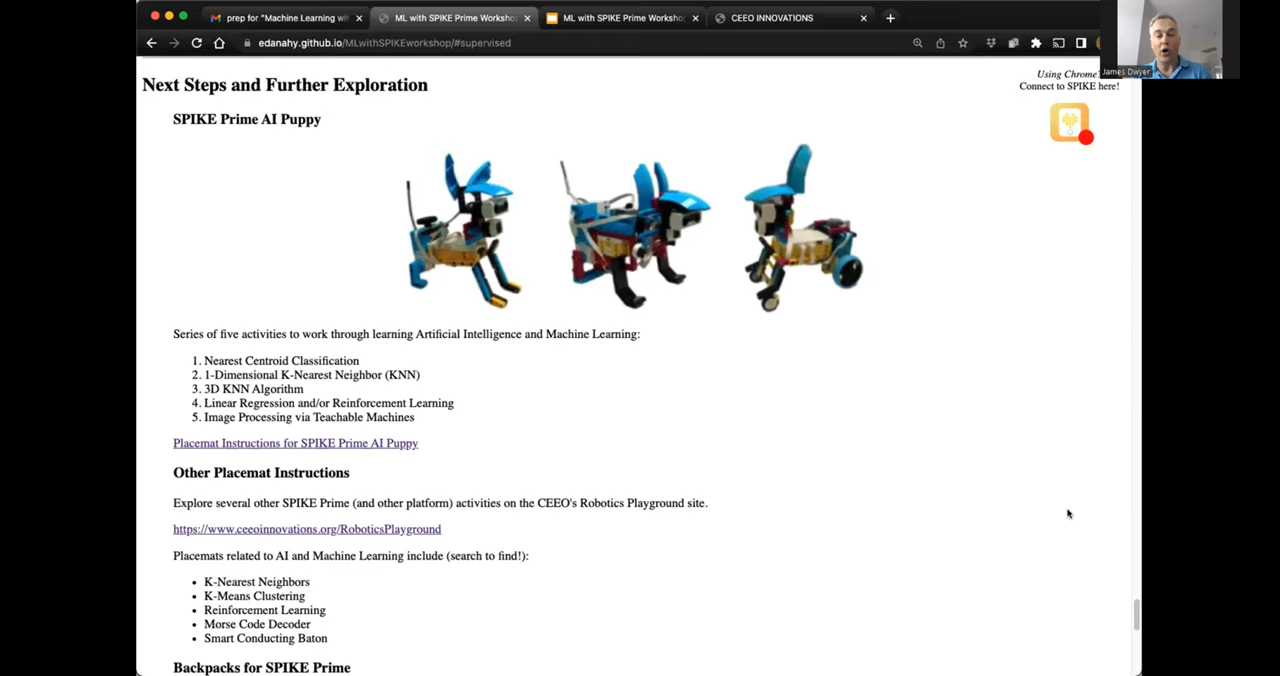 prep for "Machine Learning wi
ML with SPIKE Prime Worksho
ML with SPIKE Prime Worksho
CEEO INNOVATIONS
edanahy.github.io/MLwithSPIKEworkshop/#supervised
James Dwyer
Next Steps and Further Exploration
Using Chrome?
Connect to SPIKE here!
SPIKE Prime AI Puppy
Series of five activities to work through learning Artificial Intelligence and Machine Learning:
1. Nearest Centroid Classification
2. 1-Dimensional K-Nearest Neighbor (KNN)
3. 3D KNN Algorithm
4. Linear Regression and/or Reinforcement Learning
5. Image Processing via Teachable Machines
Placemat Instructions for SPIKE Prime AI Puppy
Other Placemat Instructions
Explore several other SPIKE Prime (and other platform) activities on the CEEO's Robotics Playground site.
https://www.ceeoinnovations.org/RoboticsPlayground
Placemats related to AI and Machine Learning include (search to find!):
• K-Nearest Neighbors
• K-Means Clustering
• Reinforcement Learning
• Morse Code Decoder
• Smart Conducting Baton
Backpacks for SPIKE Prime